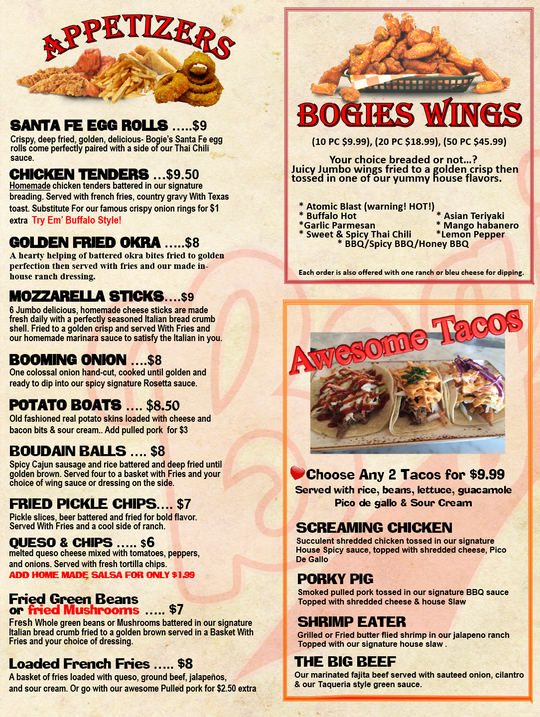 APPETIZERS
SANTA FE EGG ROLLS .....$9
Crispy, deep fried, golden, delicious- Bogie's Santa Fe egg
rolls come perfectly paired with a side of our Thai Chili
sauce.
CHICKEN TENDERS ...$9.50
Homemade chicken tenders battered in our signature
breading. Served with fries, country gravy With Texas
toast. Substitute For our famous crispy onion rings for $1
extra Try Em' Buffalo Style!
GOLDEN FRIED OKRA .....$8
A hearty helping of battered okra bites fried to golden
perfection then served with fries and our made in-
house ranch dressing.
MOZZARELLA STICKS....$9
6 Jumbo delicious, homemade cheese sticks are made
fresh daily with a perfectly seasoned Italian bread crumb
shell. Fried to a golden crisp and served With Fries and
our homemade marinara sauce to satisfy the Italian in you.
BOOMING ONION ....$8
One colossal onion hand-cut, cooked until golden and
ready to dip into our spicy signature Rosetta sauce.
POTATO BOATS .... $8.50
Old fashioned real potato skins loaded with cheese and
bacon bits & sour cream.. Add pulled pork for $3
BOUDAIN BALLS .... $8
Spicy Cajun sausage and rice battered and deep fried until
golden brown. Served four to a basket with Fries and your
choice of wing sauce or dressing on the side.
FRIED PICKLE CHIPS.... $7
Pickle slices, beer battered and fried for bold flavor.
Served With Fries and a cool side of ranch.
QUESO & CHIPS ..... $6
melted queso cheese mixed with tomatoes, peppers,
and onions. Served with fresh tortilla chips.
ADD HOME MADE SALSA FOR ONLY $1.99
Fried Green Beans
or fried Mushrooms ..... $7
Fresh Whole green beans or Mushrooms battered in our signature
Italian bread crumb fried to a golden brown served in a Basket With
Fries and your choice of dressing.
Loaded French Fries ..... $8
A basket of fries loaded with queso, ground beef, jalapeños,
and sour cream. Or go with our awesome Pulled pork for $2.50 extra
BOGIES WINGS
(10 PC $9.99), (20 PC $18.99), (50 PC $45.99)
Your choice breaded or not...?
Juicy Jumbo wings fried to a golden crisp then
tossed in one of our yummy house flavors.
* Atomic Blast (warning! HOT!)
* Buffalo Hot * Asian Teriyaki
*Garlic Parmesan * Mango habanero
* Sweet & Spicy Thai Chili *Lemon Pepper
* BBQ/Spicy BBQ/Honey BBQ
Each order is also offered with one ranch or bleu cheese for dipping.
Awesome Tacos
Choose Any 2 Tacos for $9.99
Served with rice, beans, lettuce, guacamole
Pico de gallo & Sour Cream
SCREAMING CHICKEN
Succulent shredded chicken tossed in our signature
House Spicy sauce, topped with shredded cheese, Pico
De Gallo
PORKY PIG
Smoked pulled pork tossed in our signature BBQ sauce
Topped with shredded cheese & house Slaw
SHRIMP EATER
Grilled or Fried butter flied shrimp in our jalapeno ranch
Topped with our signature house slaw .
THE BIG BEEF
Our marinated fajita beef served with sauteed onion, cilantro
& our Taqueria style green sauce.